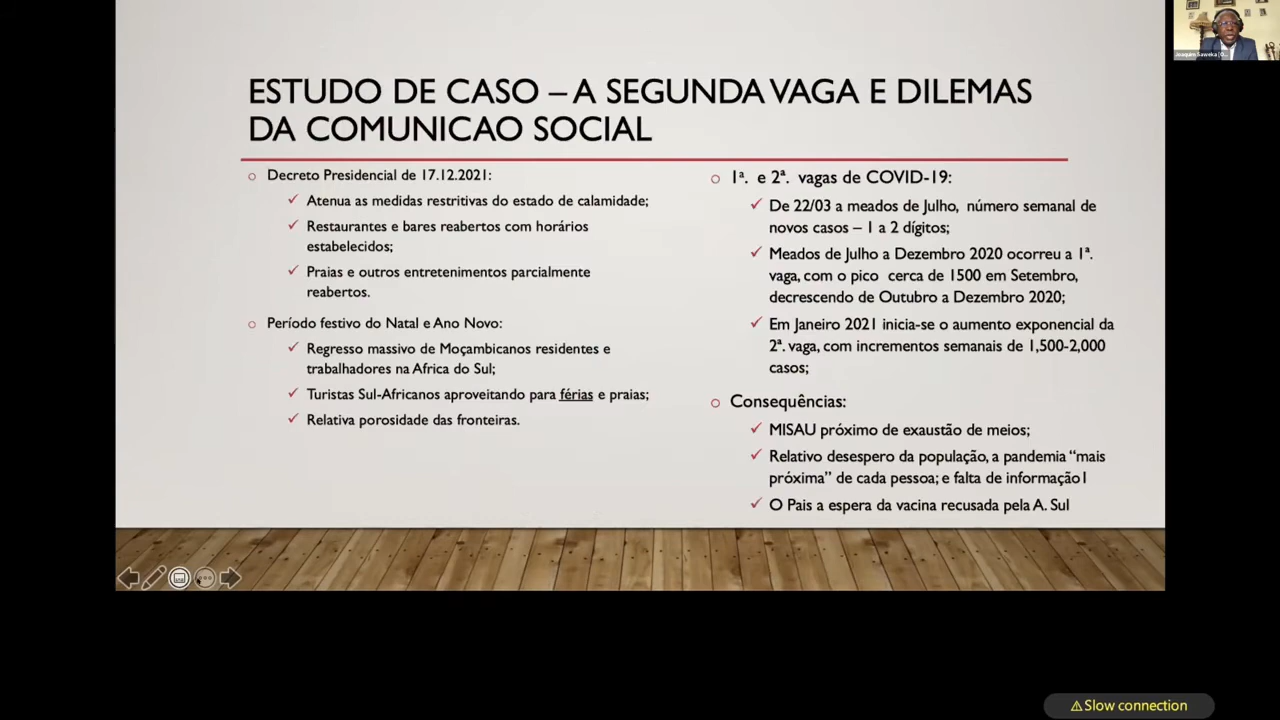 ESTUDO DE CASO – A SEGUNDA VAGA E DILEMAS
DA COMUNICAO SOCIAL
Decreto Presidencial de 17.12.2021:
Atenua as medidas restritivas do estado de calamidade;
Restaurantes e bares reabertos com horários
estabelecidos;
Praias e outros entretenimentos parcialmente
reabertos.
Período festivo do Natal e Ano Novo:
Regresso massivo de Moçambicanos residentes e
trabalhadores na Africa do Sul;
Turistas Sul-Africanos aproveitando para férias e praias;
Relativa porosidade das fronteiras.
1ª. e 2ª. vagas de COVID-19:
De 22/03 a meados de Julho, número semanal de
novos casos – 1 a 2 dígitos;
Meados de Julho a Dezembro 2020 ocorreu a 1ª.
vaga, com o pico cerca de 1500 em Setembro,
decrescendo de Outubro a Dezembro 2020;
Em Janeiro 2021 inicia-se o aumento exponencial da
2ª. vaga, com incrementos semanais de 1,500-2,000
casos;
Consequências:
MISAU próximo de exaustão de meios;
Relativo desespero da população, a pandemia “mais
próxima” de cada pessoa; e falta de informação1
O Pais a espera da vacina recusada pela A. Sul
Joaquim Saweka
Slow connection